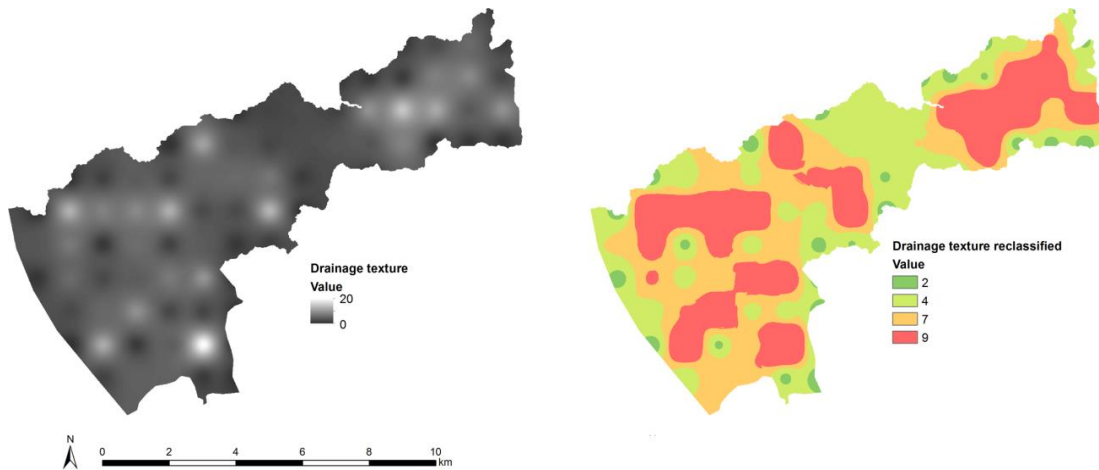 Drainage texture
Value
20
0
Drainage texture reclassified
Value
2
4
7
9
N
0 2 4 6 8 10
km